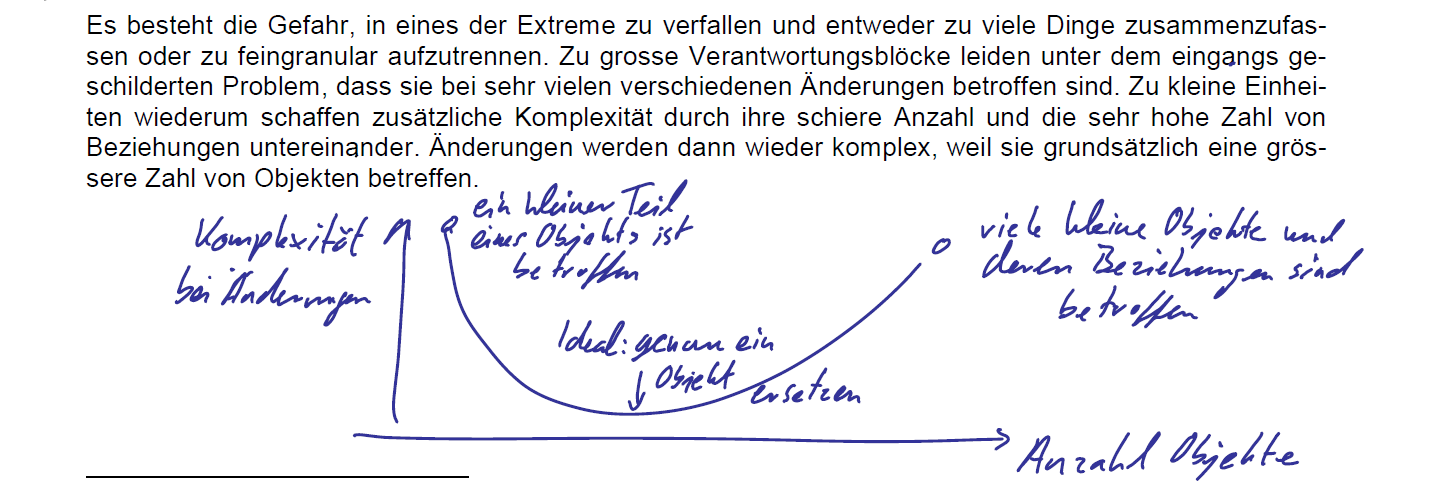 Es besteht die Gefahr, in eines der Extreme zu verfallen und entweder zu viele Dinge zusammenzufas-
sen oder zu feingranular aufzutrennen. Zu grosse Verantwortungsblöcke leiden unter dem eingangs ge-
schilderten Problem, dass sie bei sehr vielen verschiedenen Änderungen betroffen sind. Zu kleine Einhei-
ten wiederum schaffen zusätzliche Komplexität durch ihre schiere Anzahl und die sehr hohe Zahl von
Beziehungen untereinander. Änderungen werden dann wieder komplex, weil sie grundsätzlich eine grös-
sere Zahl von Objekten betreffen.
Komplexität
bei Änderungen
ein kleiner Teil
eines Objekts ist
betroffen
Ideal: genau ein
Objekt
ersetzen
viele kleine Objekte und
deren Beziehungen sind
betroffen
Anzahl Objekte